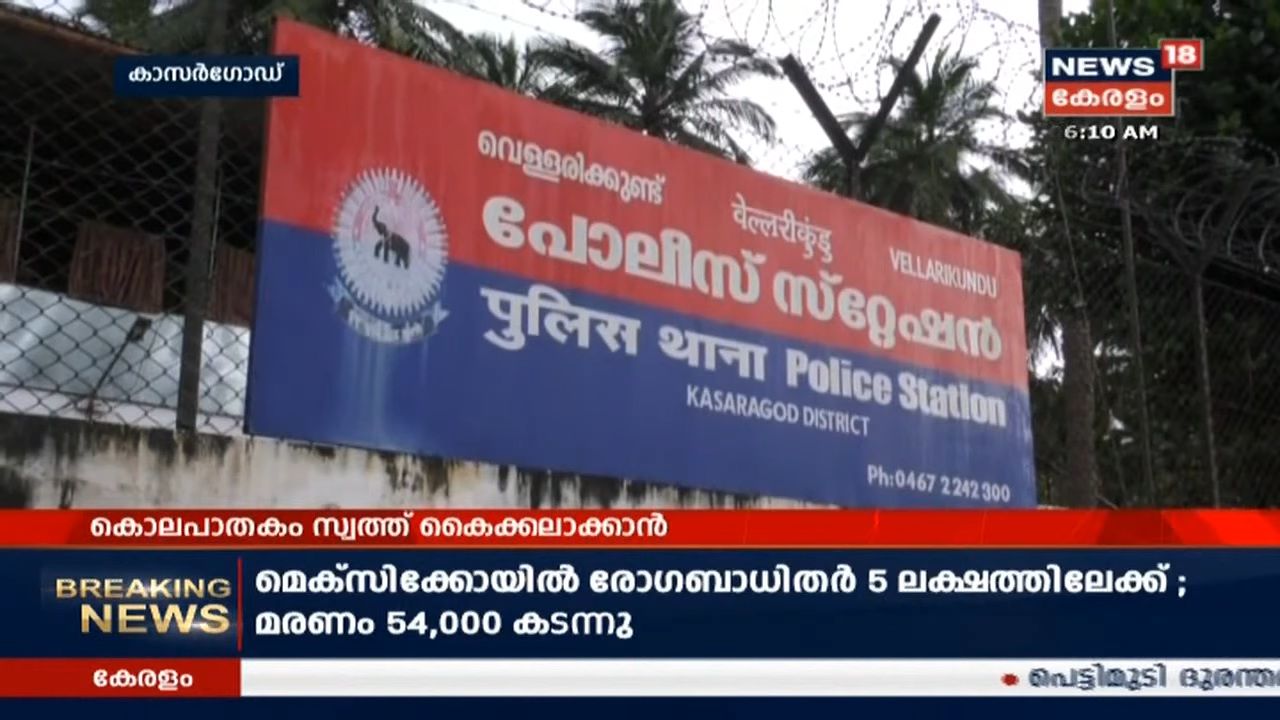 കാസർഗോഡ്
NEWS 18
കേരളം
6:10 AM
വെള്ളരിക്കുണ്ട്
वेल्लरीकुंडु
VELLARIKUNDU
പോലീസ് സ്റ്റേഷൻ
पुलिस थाना Police Station
KASARAGOD DISTRICT
Ph:0467 2242300
കൊലപാതകം സ്വത്ത് കൈക്കലാക്കാൻ
BREAKING NEWS
മെക്സിക്കോയിൽ രോഗബാധിതർ 5 ലക്ഷത്തിലേക്ക് ;
മരണം 54,000 കടന്നു
കേരളം
പെട്ടിമുടി